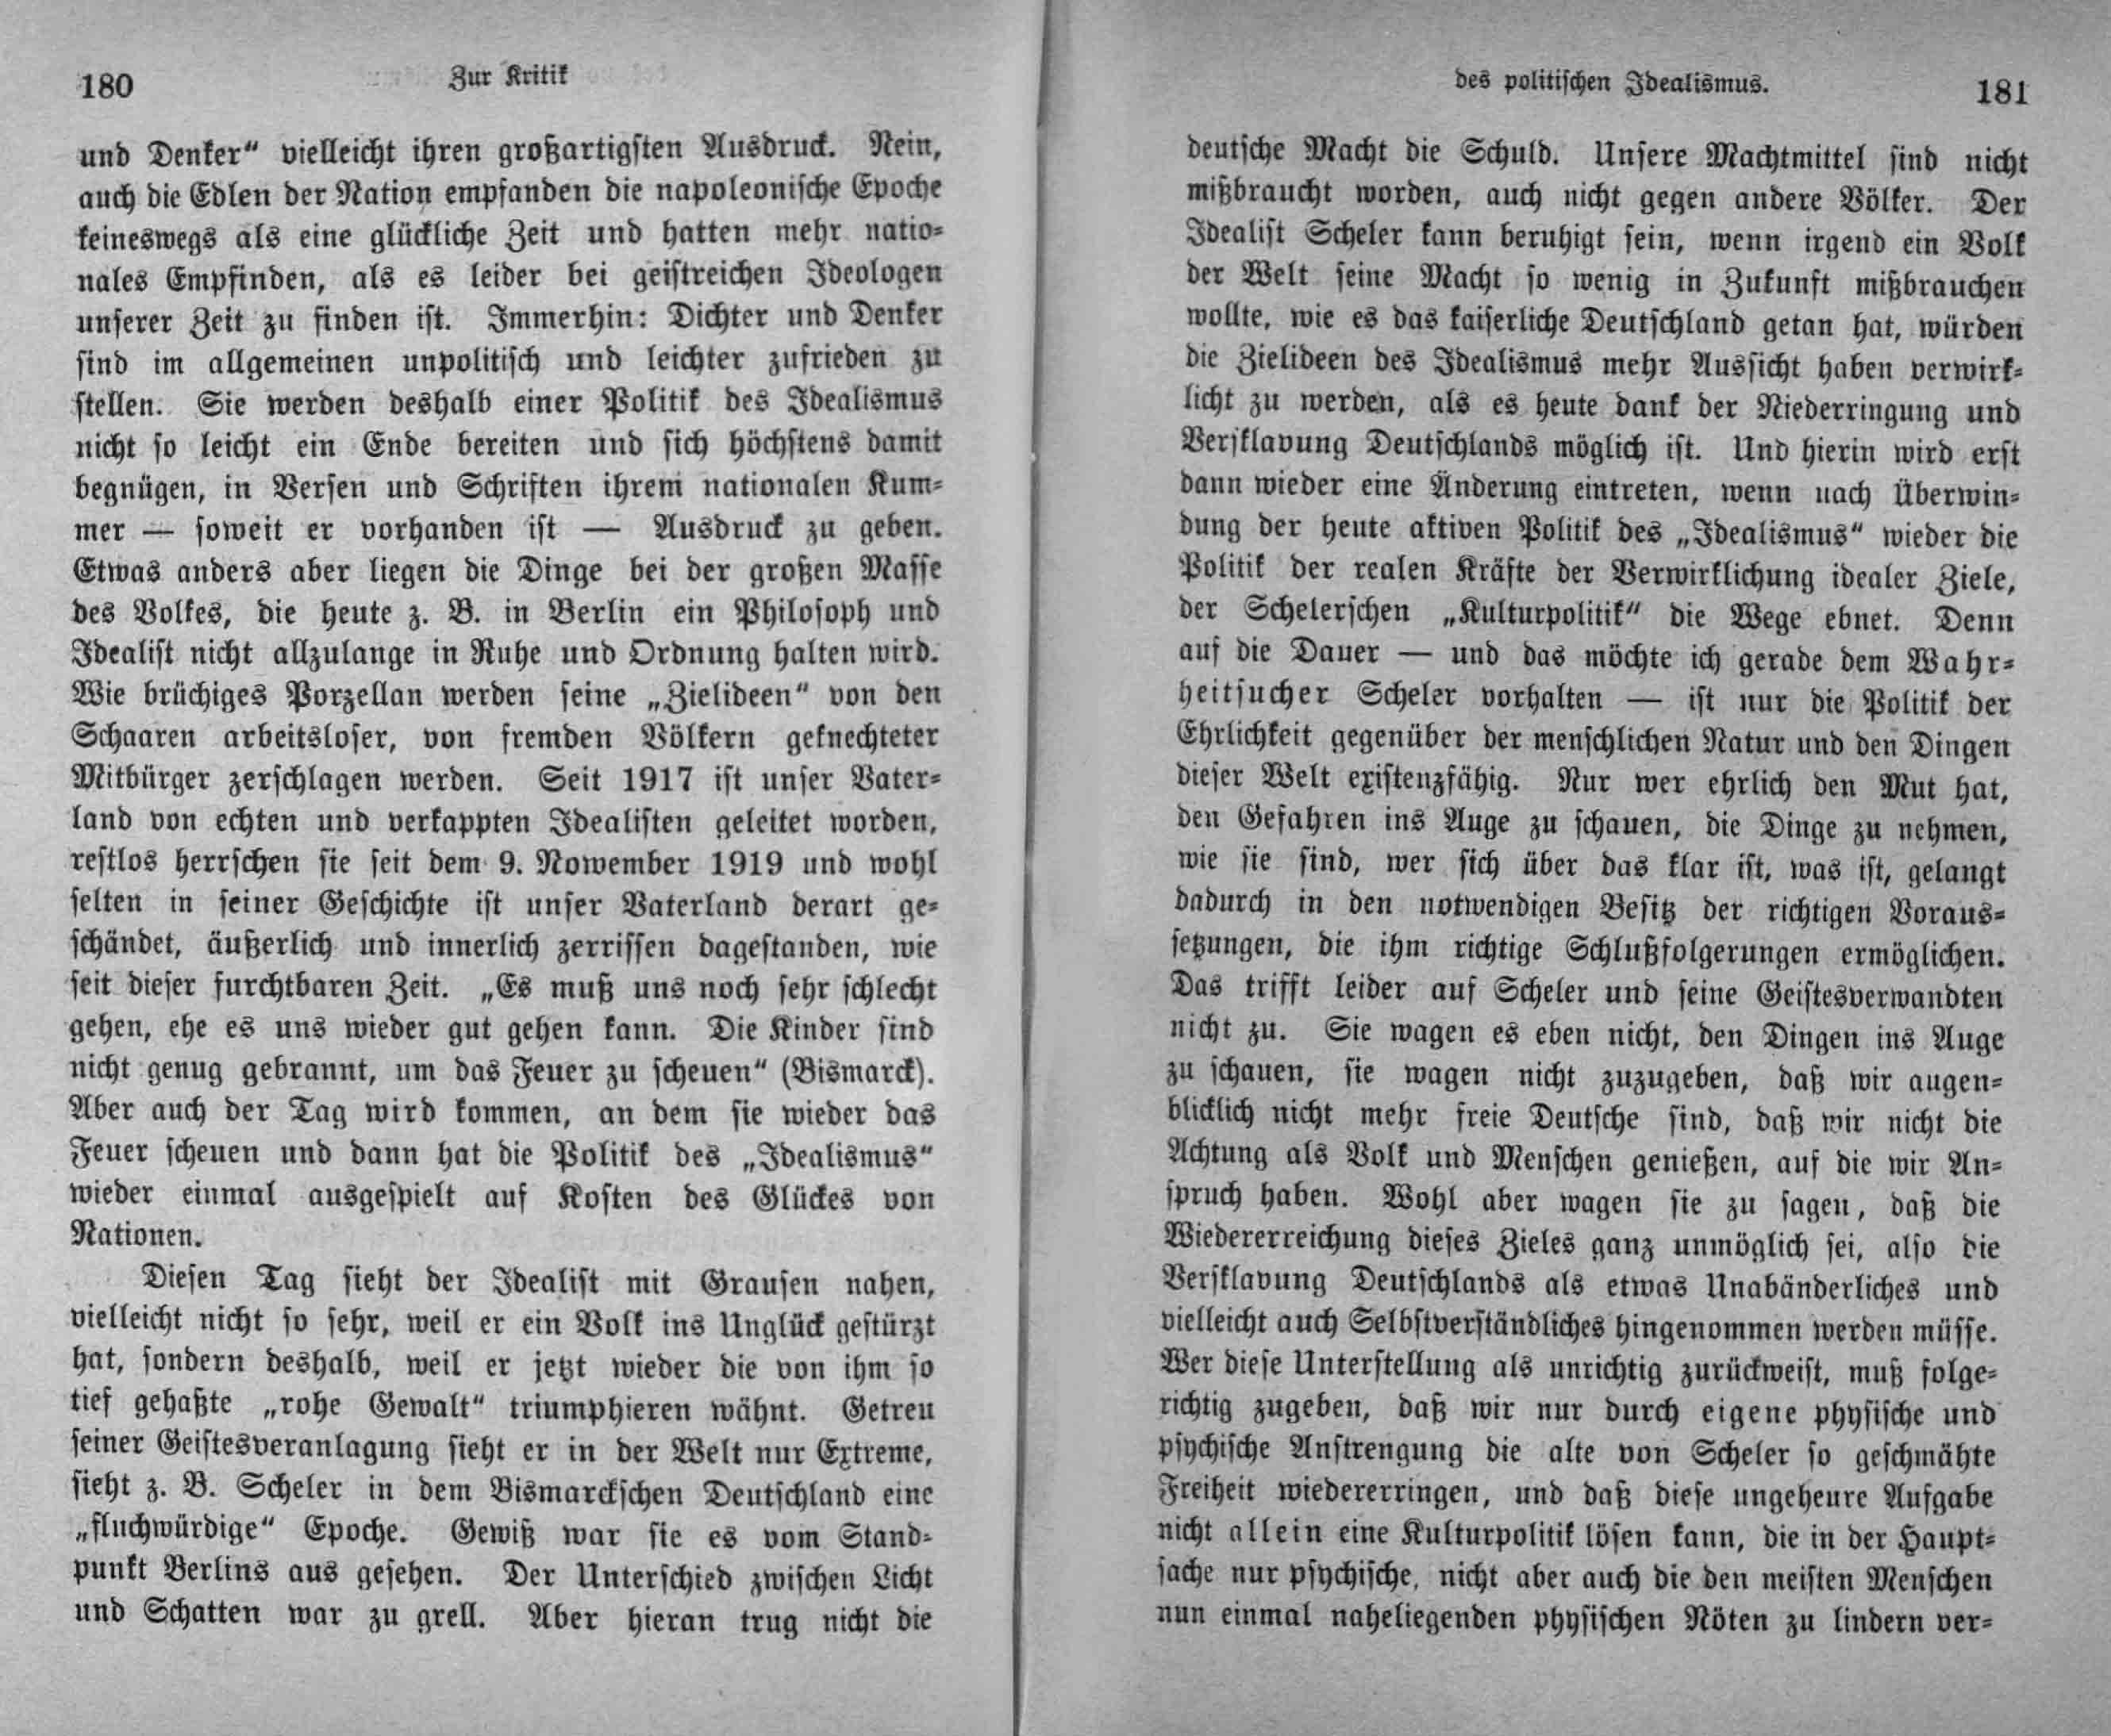 180
Zur Kritik
und Denker“ vielleicht ihren großartigsten Ausdruck. Nein,
auch die Edlen der Nation empfanden die napoleonische Epoche
keineswegs als eine glückliche Zeit und hatten mehr natio-
nales Empfinden, als es leider bei geistreichen Ideologen
unserer Zeit zu finden ist. Immerhin: Dichter und Denker
sind im allgemeinen unpolitisch und leichter zufrieden zu
stellen. Sie werden deshalb einer Politik des Idealismus
nicht so leicht ein Ende bereiten und sich höchstens damit
begnügen, in Versen und Schriften ihrem nationalen Kum-
mer — soweit er vorhanden ist — Ausdruck zu geben.
Etwas anders aber liegen die Dinge bei der großen Masse
des Volkes, die heute z. B. in Berlin ein Philosoph und
Idealist nicht allzulange in Ruhe und Ordnung halten wird.
Wie brüchiges Porzellan werden seine „Zielideen“ von den
Schaaren arbeitsloser, von fremden Völkern geknechteter
Mitbürger zerschlagen werden. Seit 1917 ist unser Vater-
land von echten und verkappten Idealisten geleitet worden,
restlos herrschen sie seit dem 9. Nowember 1919 und wohl
selten in seiner Geschichte ist unser Vaterland derart ge-
schändet, äußerlich und innerlich zerrissen dagestanden, wie
seit dieser furchtbaren Zeit. „Es muß uns noch sehr schlecht
gehen, ehe es uns wieder gut gehen kann. Die Kinder sind
nicht genug gebrannt, um das Feuer zu scheuen“ (Bismarck).
Aber auch der Tag wird kommen, an dem sie wieder das
Feuer scheuen und dann hat die Politik des „Idealismus“
wieder einmal ausgespielt auf Kosten des Glückes von
Nationen.
Diesen Tag sieht der Idealist mit Grausen nahen,
vielleicht nicht so sehr, weil er ein Volk ins Unglück gestürzt
hat, sondern deshalb, weil er jetzt wieder die von ihm so
tief gehaßte „rohe Gewalt“ triumphieren wähnt. Getreu
seiner Geistesveranlagung sieht er in der Welt nur Extreme,
sieht z. B. Scheler in dem Bismarckschen Deutschland eine
„fluchwürdige“ Epoche. Gewiß war sie es vom Stand-
punkt Berlins aus gesehen. Der Unterschied zwischen Licht
und Schatten war zu grell. Aber hieran trug nicht die
des politischen Idealismus.
181
deutsche Macht die Schuld. Unsere Machtmittel sind nicht
mißbraucht worden, auch nicht gegen andere Völker. Der
Idealist Scheler kann beruhigt sein, wenn irgend ein Volk
der Welt seine Macht so wenig in Zukunft mißbrauchen
wollte, wie es das kaiserliche Deutschland getan hat, würden
die Zielideen des Idealismus mehr Aussicht haben verwirk-
licht zu werden, als es heute dank der Niederringung und
Versklavung Deutschlands möglich ist. Und hierin wird erst
dann wieder eine Änderung eintreten, wenn nach Überwin-
dung der heute aktiven Politik des „Idealismus“ wieder die
Politik der realen Kräfte der Verwirklichung idealer Ziele,
der Schelerschen „Kulturpolitik“ die Wege ebnet. Denn
auf die Dauer — und das möchte ich gerade dem Wahr-
heitsucher Scheler vorhalten — ist nur die Politik der
Ehrlichkeit gegenüber der menschlichen Natur und den Dingen
dieser Welt existenzfähig. Nur wer ehrlich den Mut hat,
den Gefahren ins Auge zu schauen, die Dinge zu nehmen,
wie sie sind, wer sich über das klar ist, was ist, gelangt
dadurch in den notwendigen Besitz der richtigen Voraus-
setzungen, die ihm richtige Schlußfolgerungen ermöglichen.
Das trifft leider auf Scheler und seine Geistesverwandten
nicht zu. Sie wagen es eben nicht, den Dingen ins Auge
zu schauen, sie wagen nicht zuzugeben, daß wir augen-
blicklich nicht mehr freie Deutsche sind, daß wir nicht die
Achtung als Volk und Menschen genießen, auf die wir An-
spruch haben. Wohl aber wagen sie zu sagen, daß die
Wiedererreichung dieses Zieles ganz unmöglich sei, also die
Versklavung Deutschlands als etwas Unabänderliches und
vielleicht auch Selbstverständliches hingenommen werden müsse.
Wer diese Unterstellung als unrichtig zurückweist, muß folge-
richtig zugeben, daß wir nur durch eigene physische und
psychische Anstrengung die alte von Scheler so geschmähte
Freiheit wiedererringen, und daß diese ungeheure Aufgabe
nicht allein eine Kulturpolitik lösen kann, die in der Haupt-
sache nur psychische, nicht aber auch die den meisten Menschen
nun einmal naheliegenden physischen Nöten zu lindern ver-